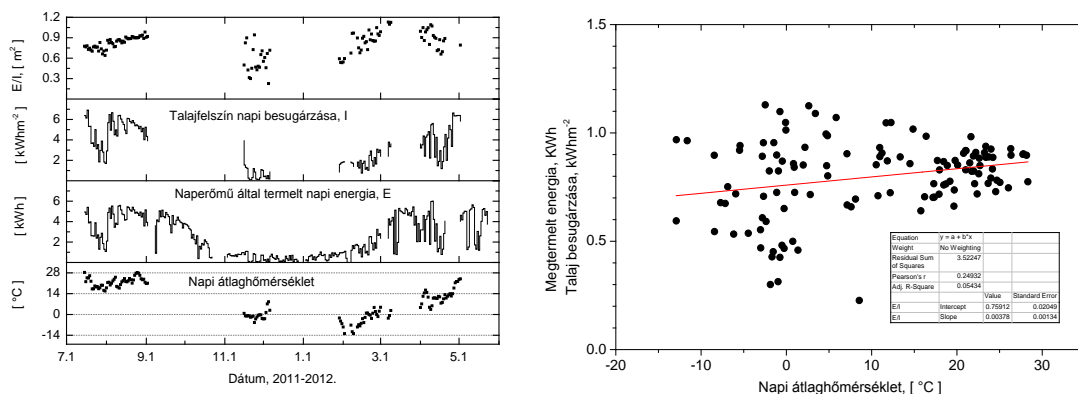 1.2
0.9
0.6
0.3
E/I, [ m²]
Talajfelszín napi besugárzása, I
6
4
2
[ kWhm⁻²]
Naperőmű által termelt napi energia, E
6
4
2
0
[ kWh]
Napi átlaghőmérséklet
28
14
0
-14
[ °C]
7.1 9.1 11.1 1.1 3.1 5.1
Dátum, 2011-2012.
1.5
1.0
0.5
0.0
Megtermelt energia, KWh
Talaj besugárzása, kWhm⁻²
Equation y = a + b*x
Weight No Weighting
Residual Sum of Squares 3.52247
Pearson's r 0.24932
Adj. R-Square 0.05434
Value Standard Error
E/I Intercept 0.75912 0.02049
E/I Slope 0.00378 0.00134
-20 -10 0 10 20 30
Napi átlaghőmérséklet, [ °C]